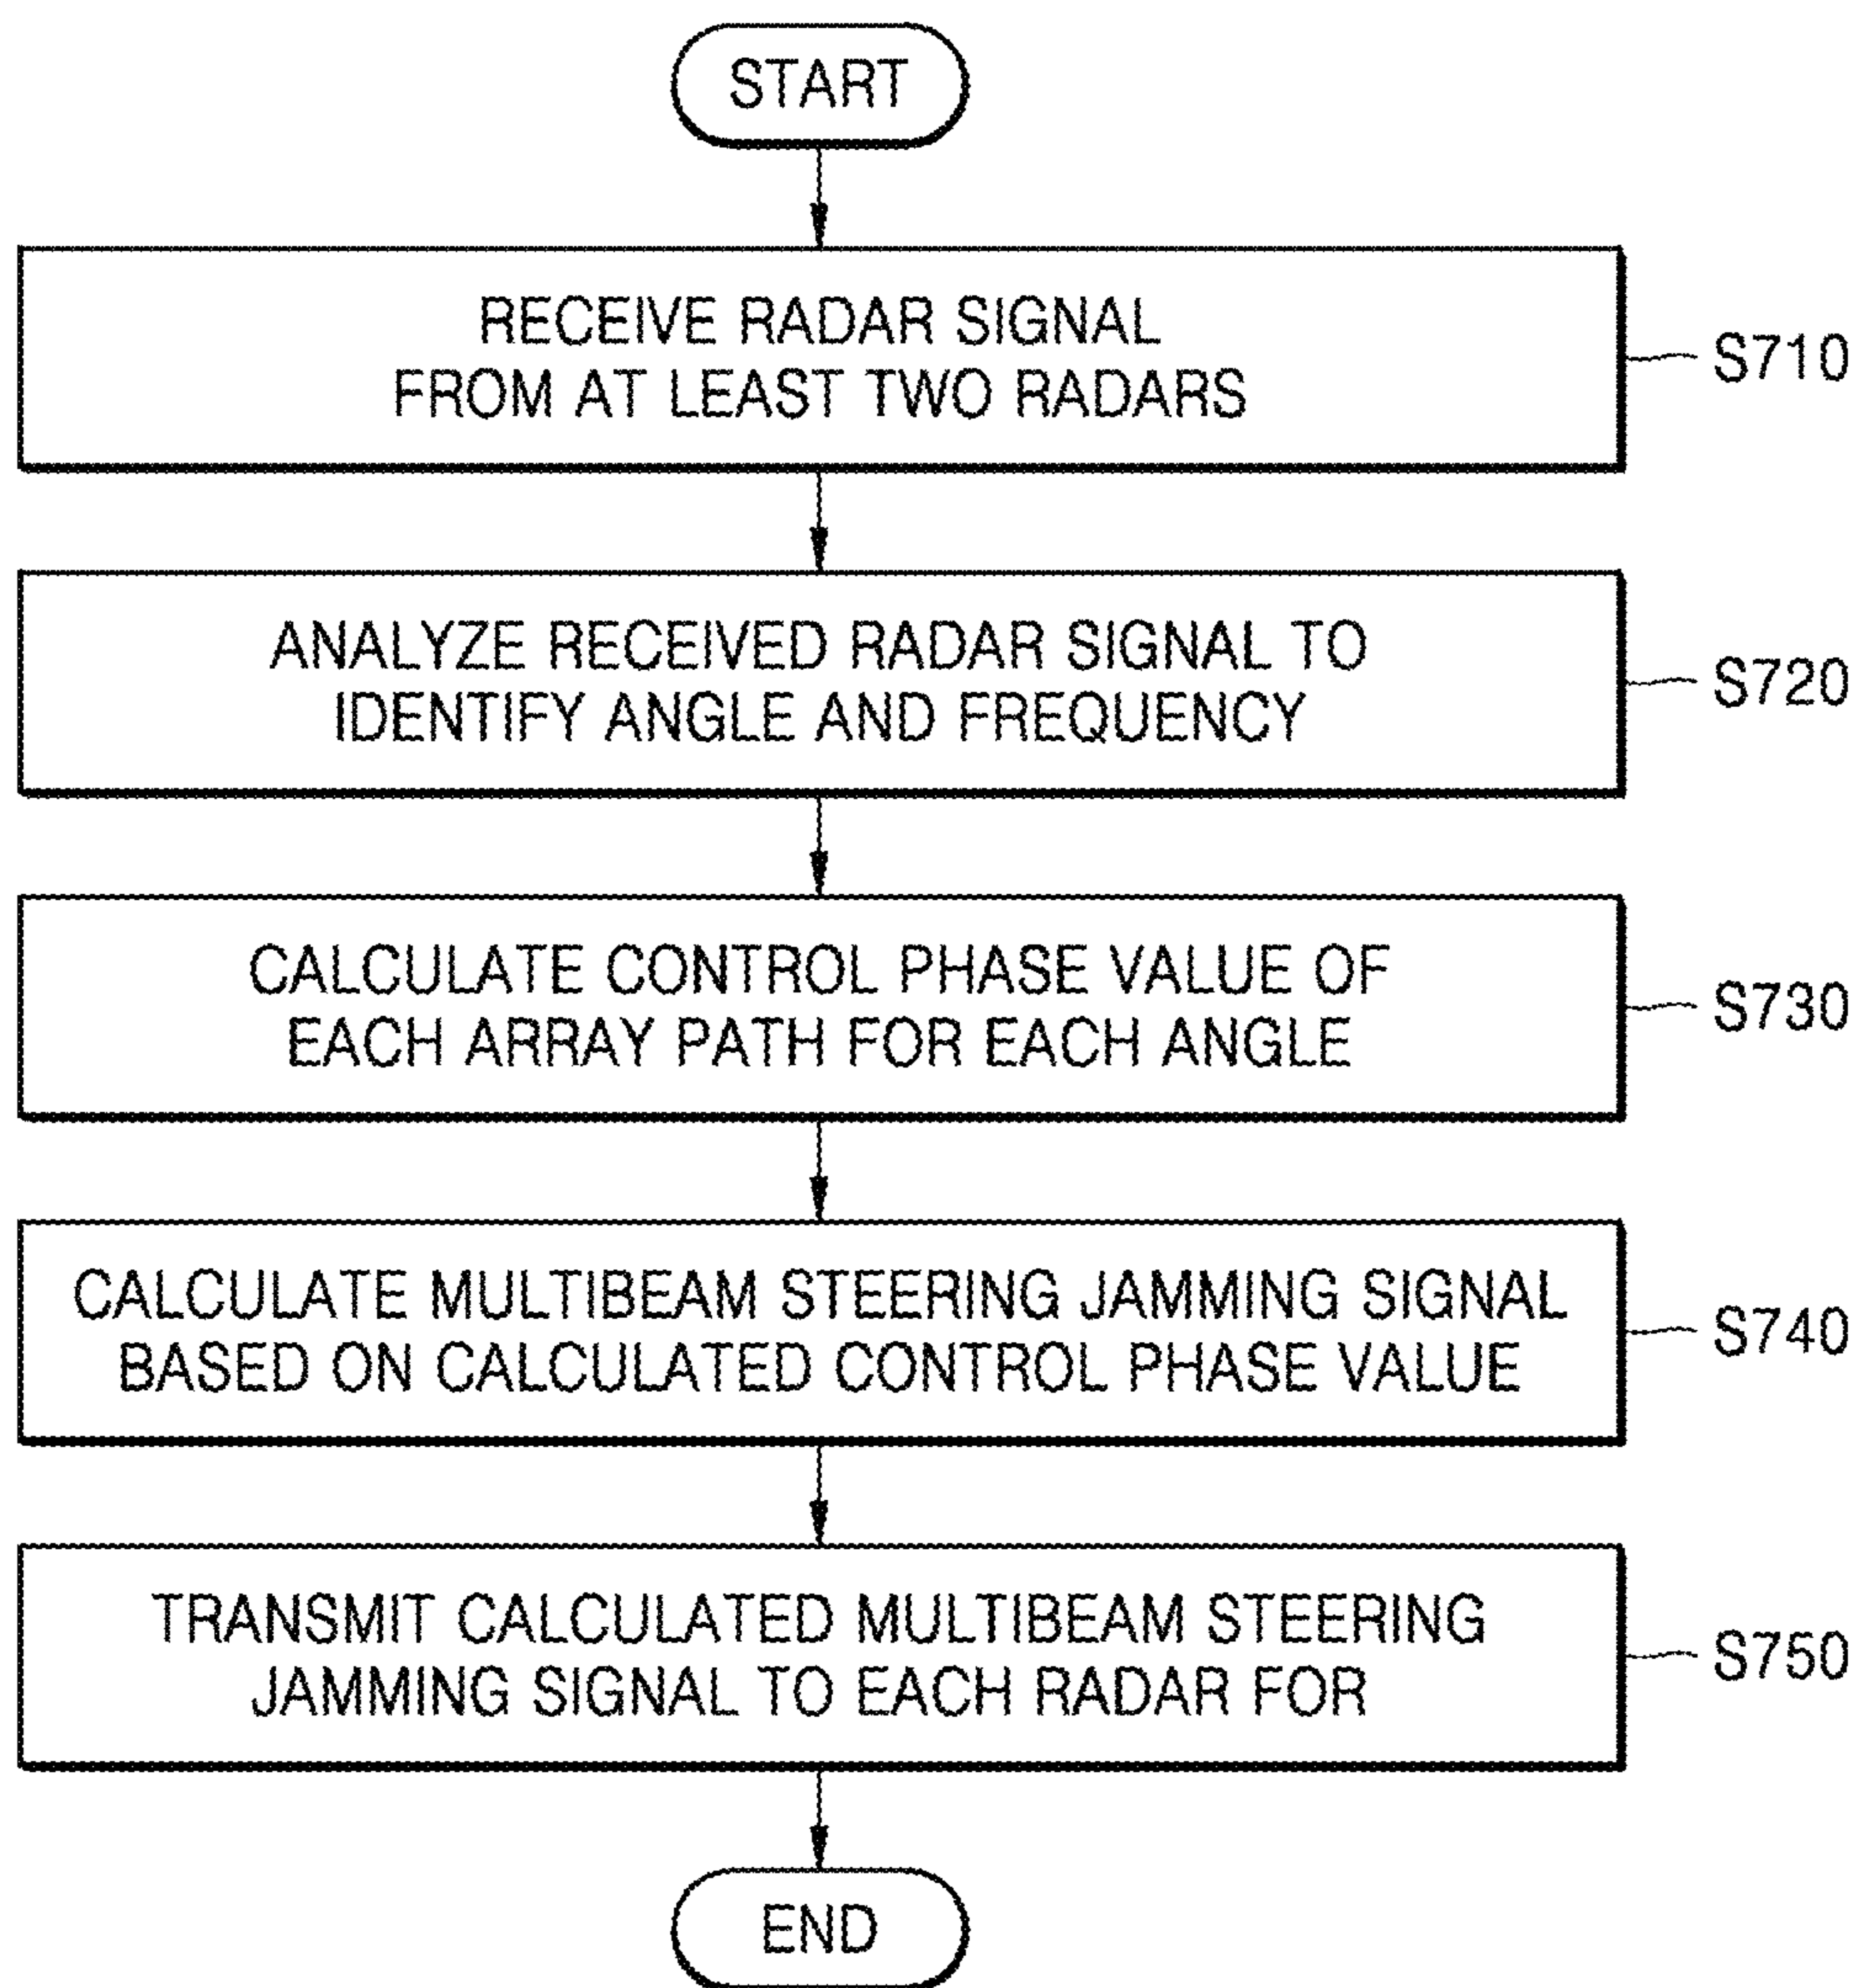 START
RECEIVE RADAR SIGNAL
FROM AT LEAST TWO RADARS
S710
ANALYZE RECEIVED RADAR SIGNAL TO
IDENTIFY ANGLE AND FREQUENCY
S720
CALCULATE CONTROL PHASE VALUE OF
EACH ARRAY PATH FOR EACH ANGLE
S730
CALCULATE MULTIBEAM STEERING JAMMING SIGNAL
BASED ON CALCULATED CONTROL PHASE VALUE
S740
TRANSMIT CALCULATED MULTIBEAM STEERING
JAMMING SIGNAL TO EACH RADAR FOR
S750
END